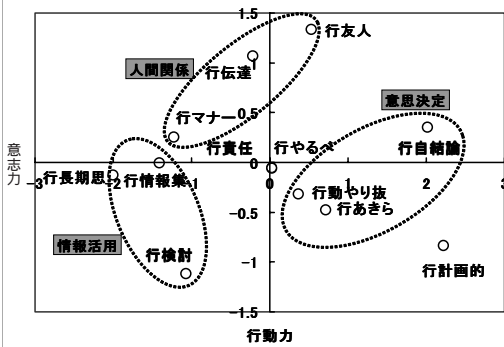 1.5
行友人
1
行伝達
人間関係
0.5
意思決定
行マナー
行責任
行やるべ
行自結論
意志力
0
-3
-1
0
1
2
行長期思
行情報集
行動やり抜
-0.5
行あきら
情報活用
行検討
行計画的
-1
-1.5
行動力